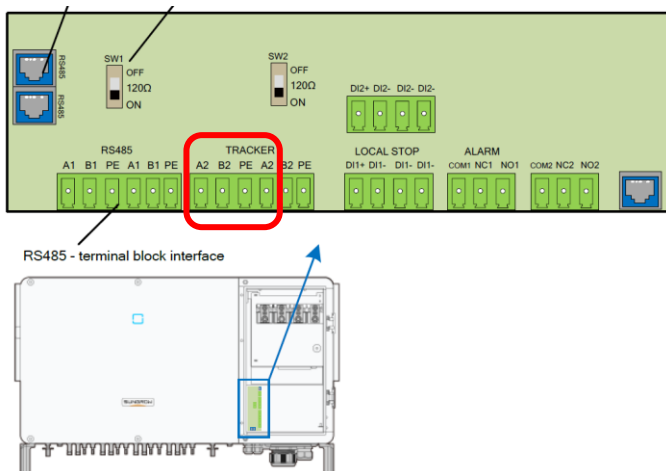 RS485
RS485
SW1
OFF
120Ω
ON
SW2
OFF
120Ω
ON
DI2+ DI2- DI2- DI2-
RS485
TRACKER
LOCAL STOP
ALARM
A1 B1 PE A1 B1 PE
A2 B2 PE A2 B2 PE
DI1+ DI1- DI1- DI1-
COM1 NC1 NO1
COM2 NC2 NO2
RS485 - terminal block interface
SUNGROW